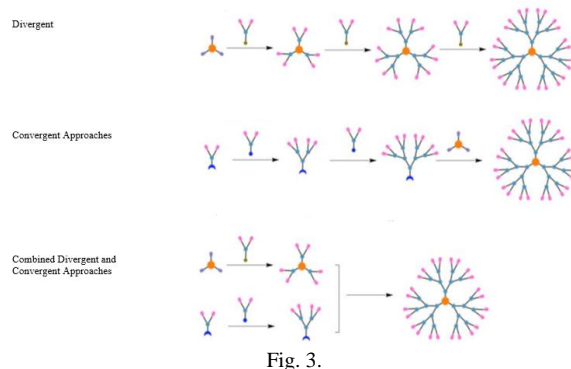 Divergent
Convergent Approaches
Combined Divergent and
Convergent Approaches
Fig. 3.